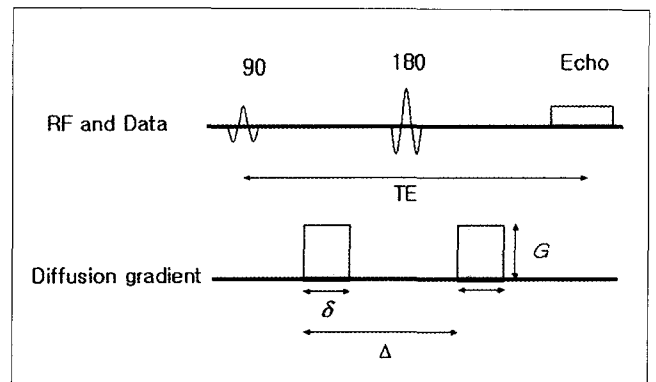 90
180
Echo
RF and Data
TE
G
Diffusion gradient
δ
Δ